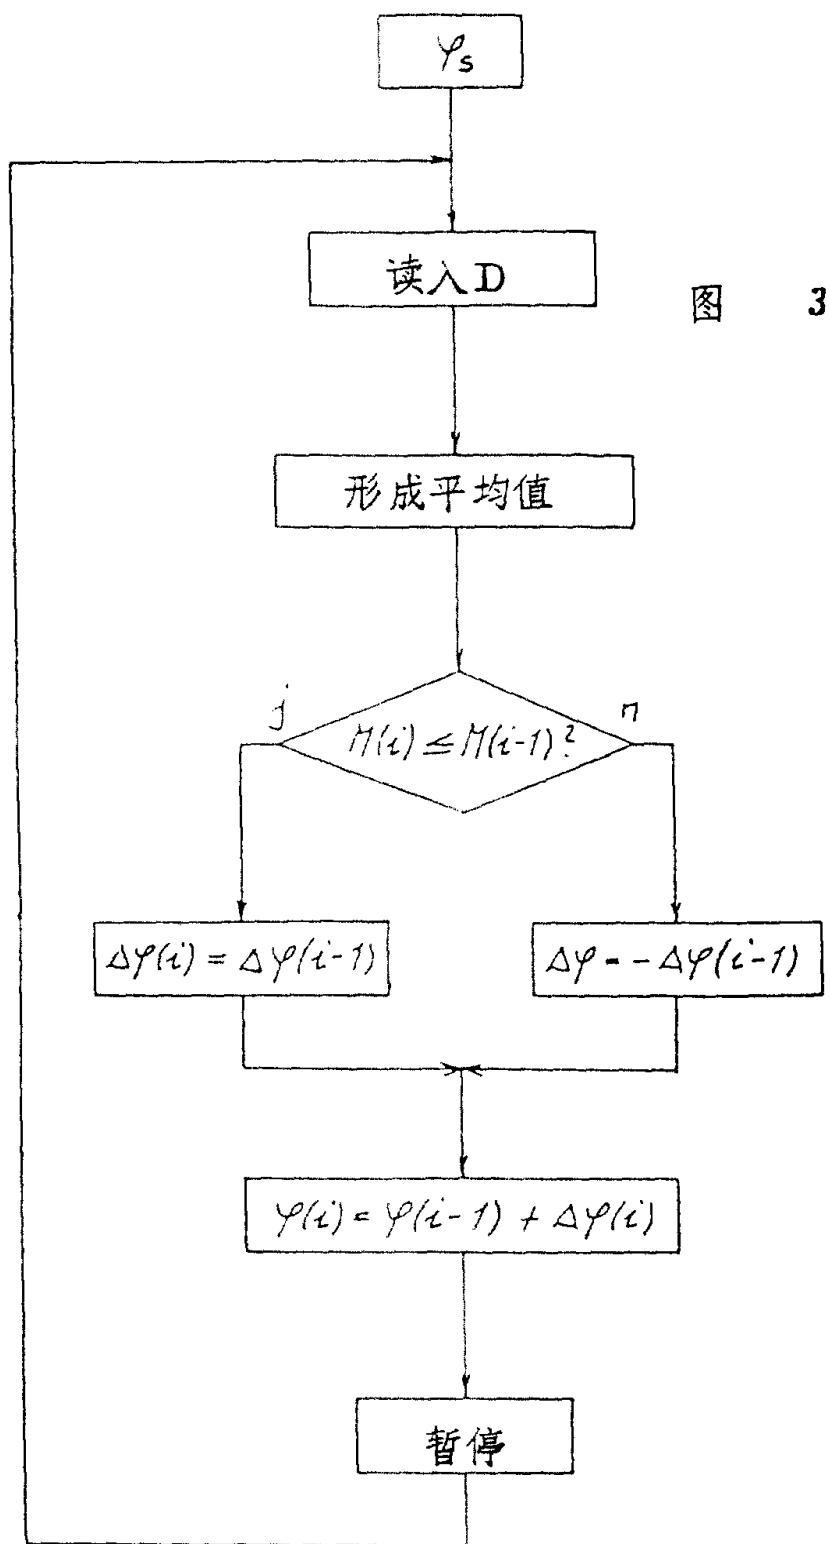 φs
读入D
图 3
形成平均值
j
n
M(i) ≤ M(i-1)?
Δφ(i) = Δφ(i-1)
Δφ = -Δφ(i-1)
φ(i) = φ(i-1) + Δφ(i)
暂停